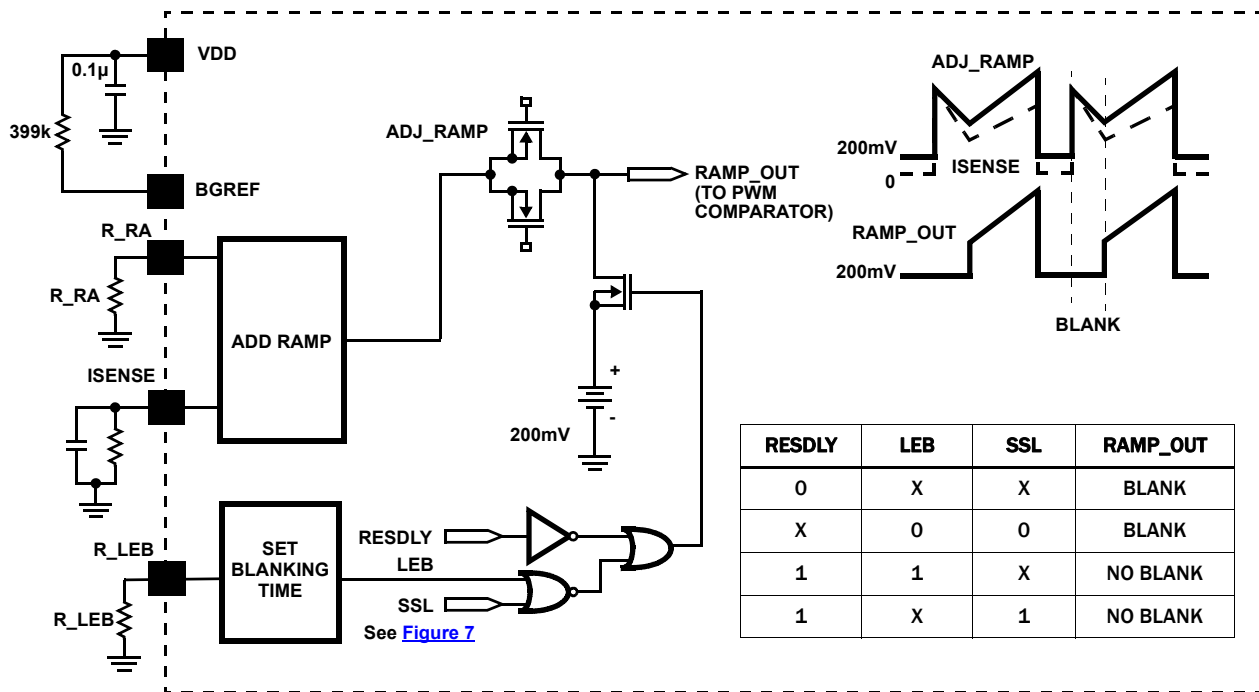 VDD
0.1µ
399k
BGREF
R_RA
R_RA
ADD RAMP
ISENSE
ADJ_RAMP
RAMP_OUT
(TO PWM
COMPARATOR)
+
-
200mV
R_LEB
R_LEB
SET
BLANKING
TIME
RESDLY
LEB
SSL
See Figure 7
ADJ_RAMP
200mV
ISENSE
0
RAMP_OUT
200mV
BLANK
RESDLY LEB SSL RAMP_OUT
0 X X BLANK
X 0 0 BLANK
1 1 X NO BLANK
1 X 1 NO BLANK